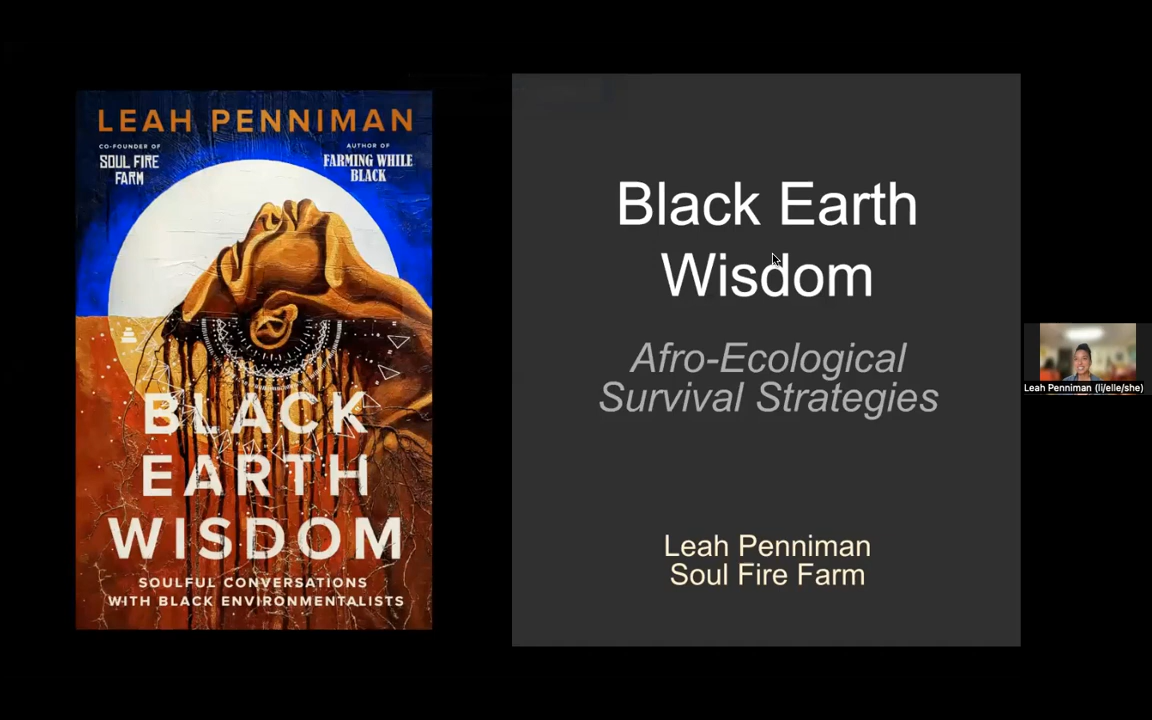 LEAH PENNIMAN
CO-FOUNDER OF
SOUL FIRE
FARM
AUTHOR OF
FARMING WHILE
BLACK
BLACK
EARTH
WISDOM
SOULFUL CONVERSATIONS
WITH BLACK ENVIRONMENTALISTS
Black Earth
Wisdom
Afro-Ecological
Survival Strategies
Leah Penniman
Soul Fire Farm
Leah Penniman (li/elle/she)